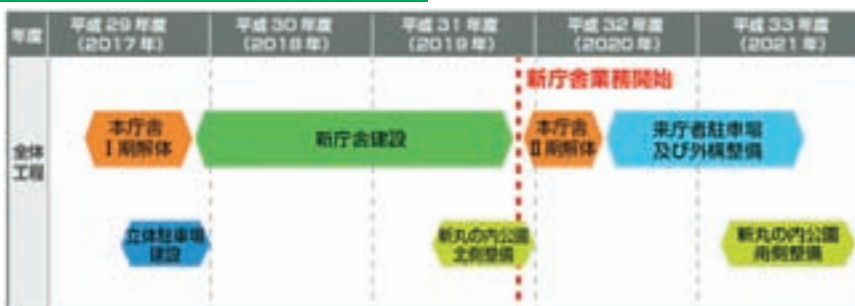 年度
平成 29 年度
(2017 年)
平成 30 年度
(2018 年)
平成 31 年度
(2019 年)
平成 32 年度
(2020 年)
平成 33 年度
(2021 年)
新庁舎業務開始
全体
工程
本庁舎
Ⅰ期解体
新庁舎建設
本庁舎
Ⅱ期解体
来庁者駐車場
及び外構整備
立体駐車場
建設
新丸の内公園
北側整備
新丸の内公園
南側整備